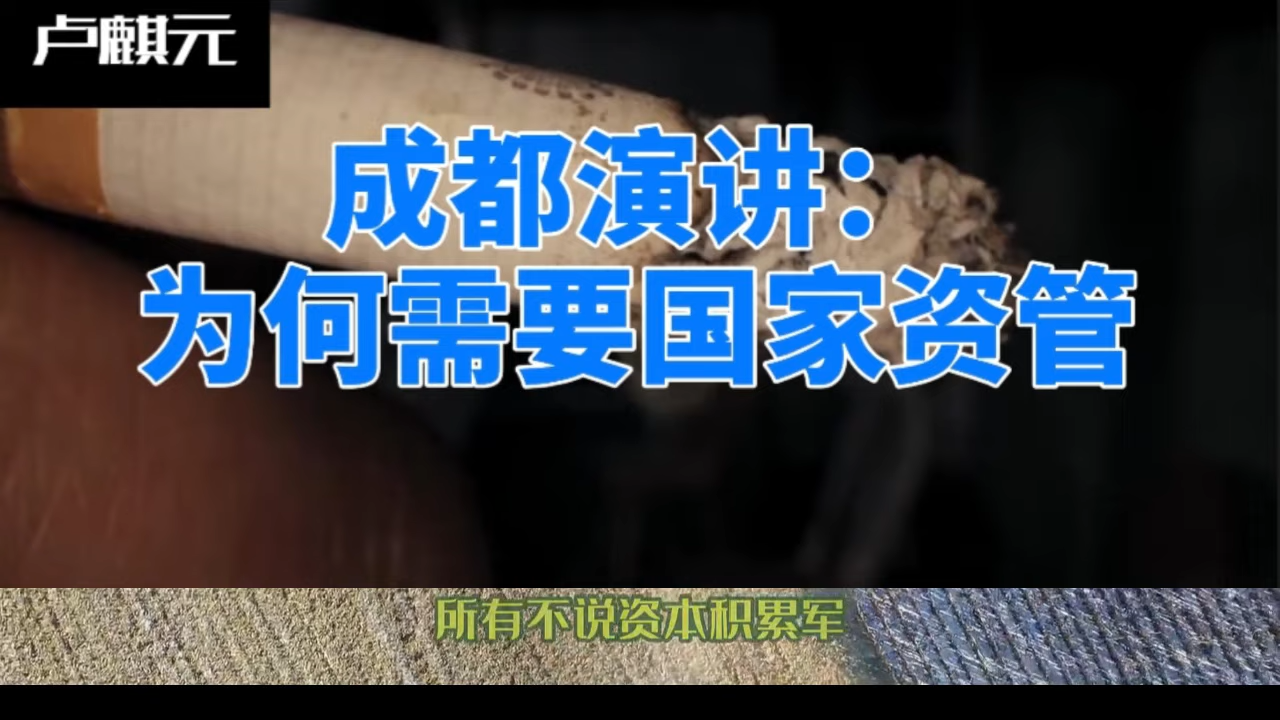 卢麒元
成都演讲：
为何需要国家资管
所有不说资本积累军